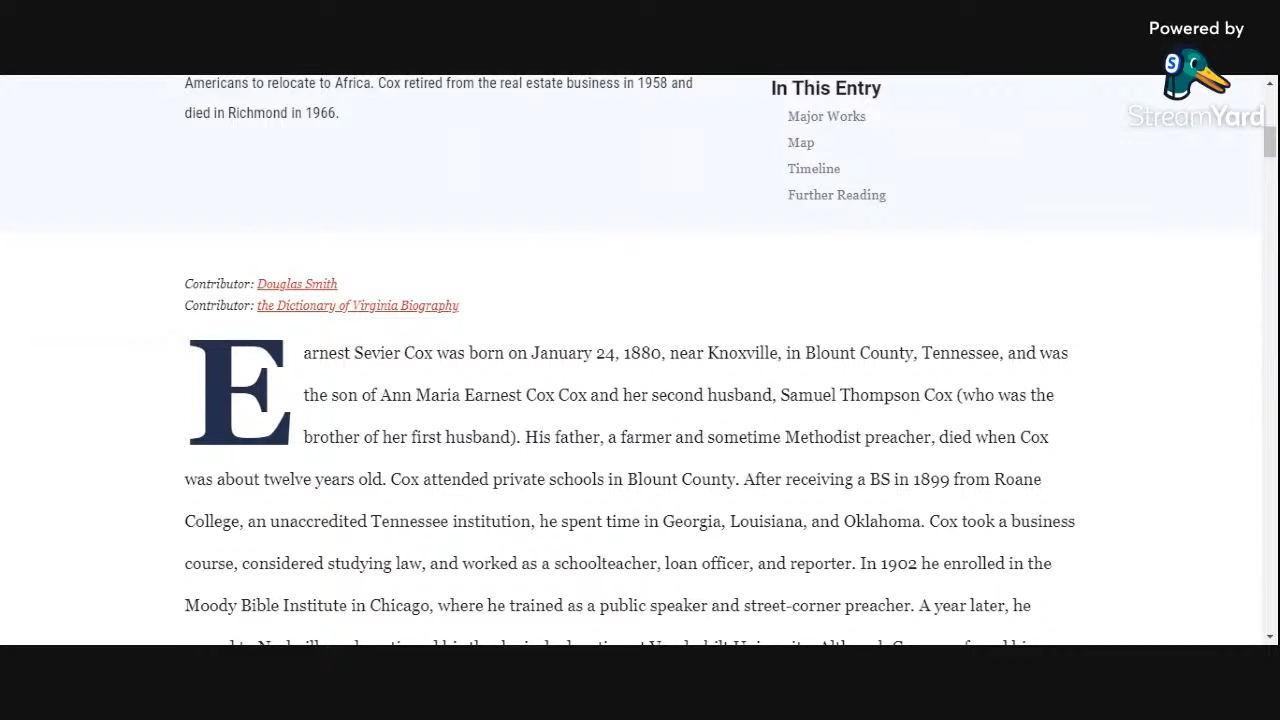 Powered by
StreamYard
Americans to relocate to Africa. Cox retired from the real estate business in 1958 and
died in Richmond in 1966.
In This Entry
Major Works
Map
Timeline
Further Reading
Contributor: Douglas Smith
Contributor: the Dictionary of Virginia Biography
Earnest Sevier Cox was born on January 24, 1880, near Knoxville, in Blount County, Tennessee, and was
the son of Ann Maria Earnest Cox Cox and her second husband, Samuel Thompson Cox (who was the
brother of her first husband). His father, a farmer and sometime Methodist preacher, died when Cox
was about twelve years old. Cox attended private schools in Blount County. After receiving a BS in 1899 from Roane
College, an unaccredited Tennessee institution, he spent time in Georgia, Louisiana, and Oklahoma. Cox took a business
course, considered studying law, and worked as a schoolteacher, loan officer, and reporter. In 1902 he enrolled in the
Moody Bible Institute in Chicago, where he trained as a public speaker and street-corner preacher. A year later, he